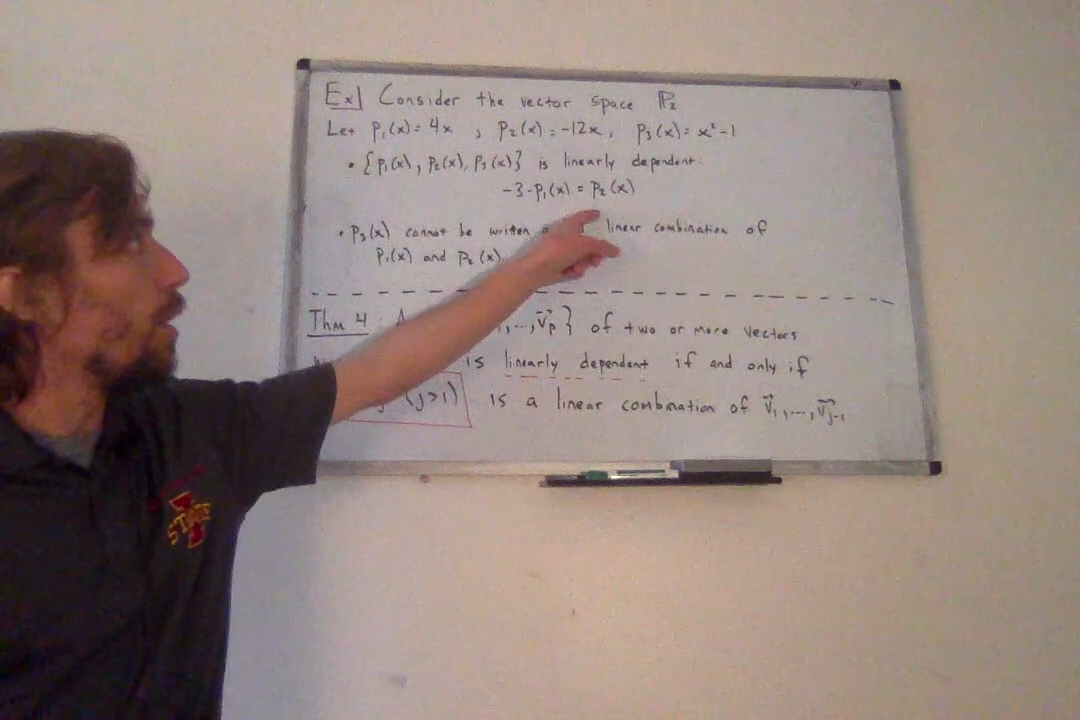 Ex| Consider the vector space ℙ₂
Let p₁(x) = 4x , p₂(x) = -12x, p₃(x) = x² - 1
• {p₁(x), p₂(x), p₃(x)} is linearly dependent:
-3·p₁(x) = p₂(x)
• p₃(x) cannot be written linear combination of
p₁(x) and p₂(x)
Thm 4 : ,..., v⃗p} of two or more vectors
is linearly dependent if and only if
(j>1) is a linear combination of v⃗₁,..., v⃗j-1
STATE